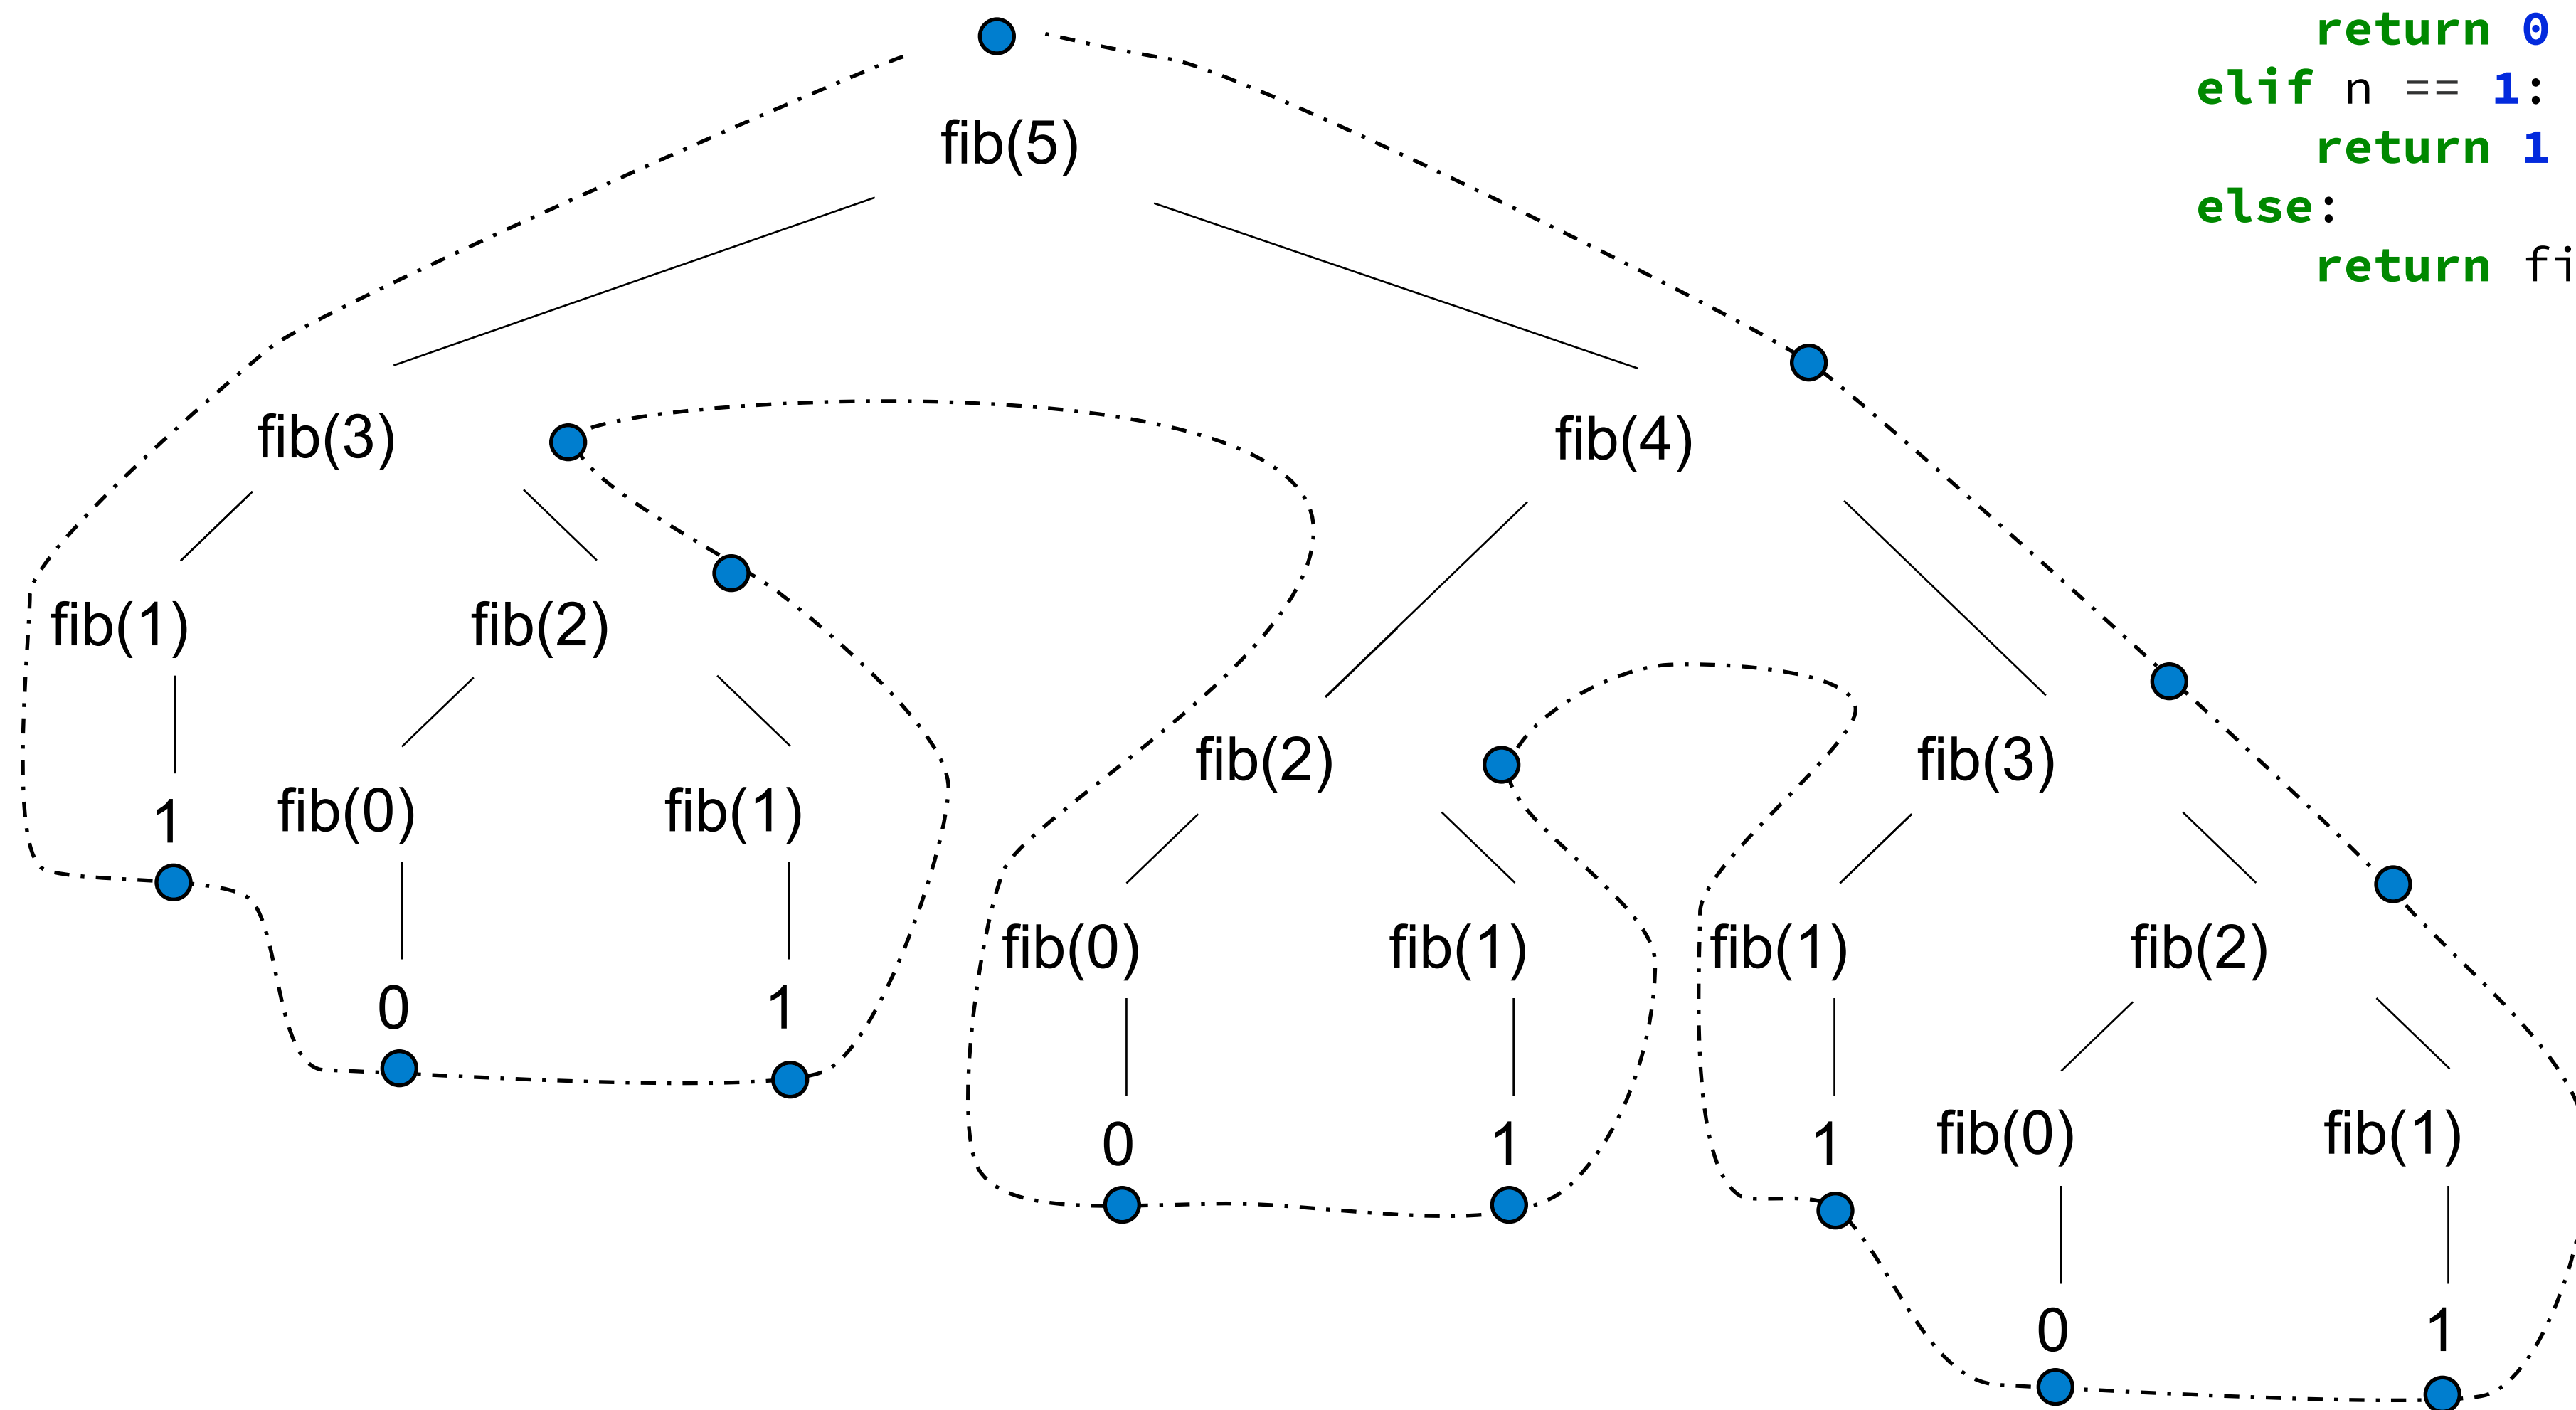 return 0
elif n == 1:
return 1
else:
return fi
fib(5)
fib(3)
fib(4)
fib(1)
fib(2)
fib(2)
fib(3)
1
fib(0)
fib(1)
fib(0)
fib(1)
fib(1)
fib(2)
0
1
0
1
1
fib(0)
fib(1)
0
1